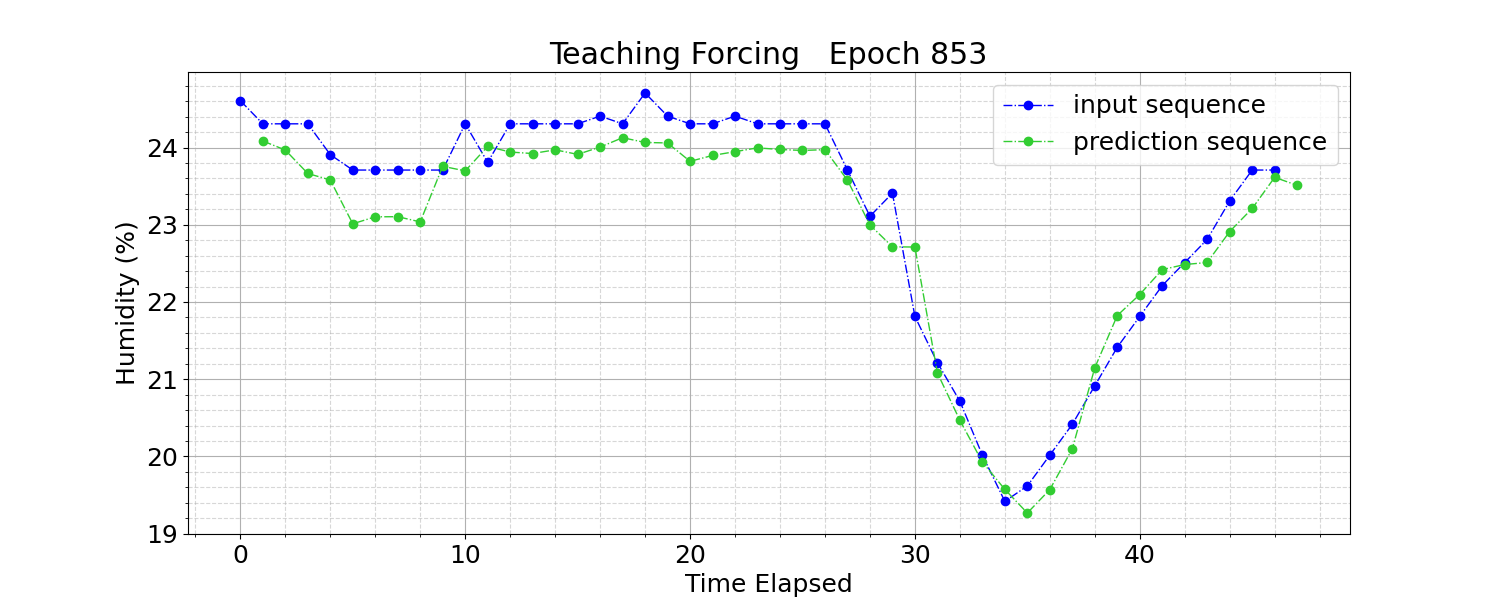 Teaching Forcing   Epoch 853
input sequence
prediction sequence
Humidity (%)
24
23
22
21
20
19
0 10 20 30 40
Time Elapsed